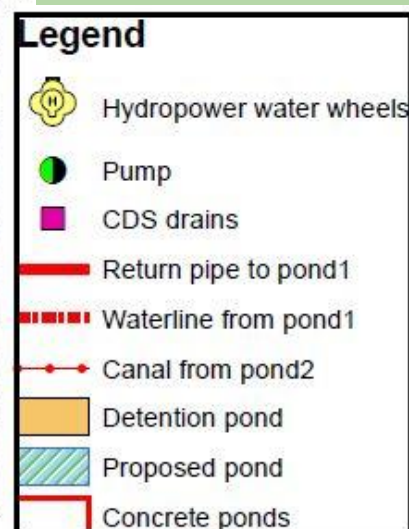 Legend
H
Hydropower water wheels
Pump
CDS drains
Return pipe to pond1
Waterline from pond1
Canal from pond2
Detention pond
Proposed pond
Concrete ponds